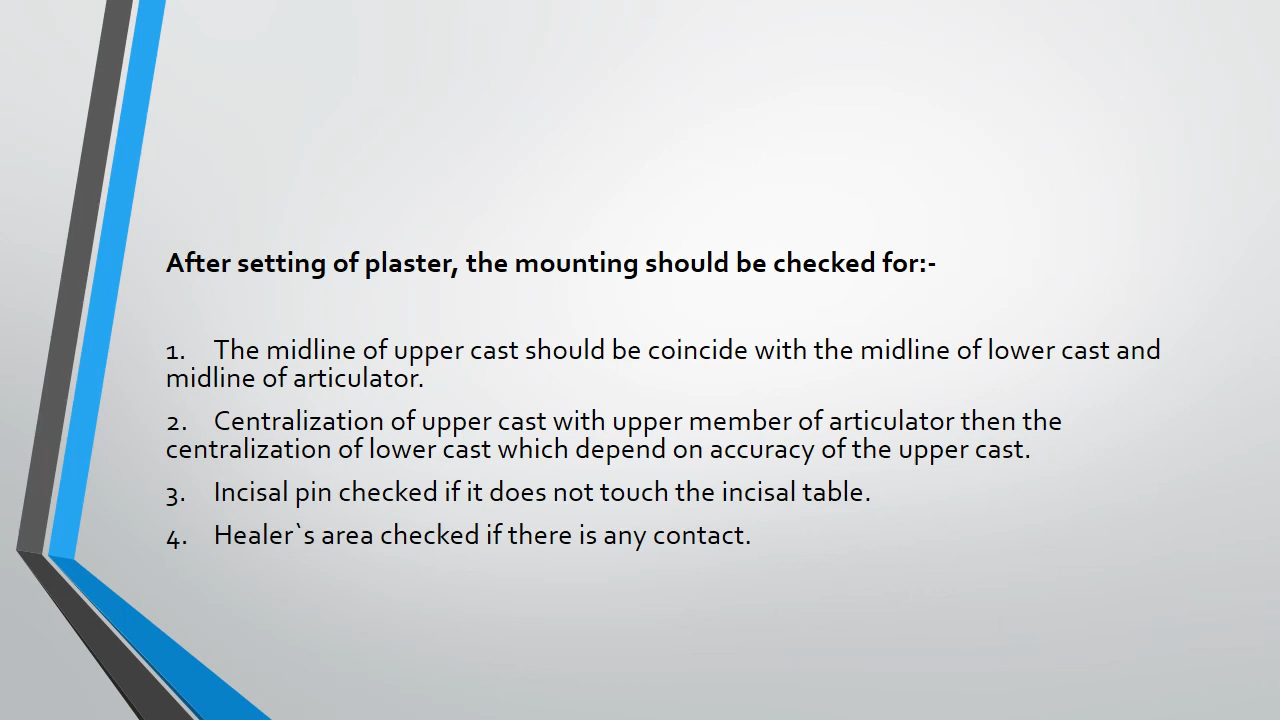 After setting of plaster, the mounting should be checked for:-
1. The midline of upper cast should be coincide with the midline of lower cast and
midline of articulator.
2. Centralization of upper cast with upper member of articulator then the
centralization of lower cast which depend on accuracy of the upper cast.
3. Incisal pin checked if it does not touch the incisal table.
4. Healer`s area checked if there is any contact.